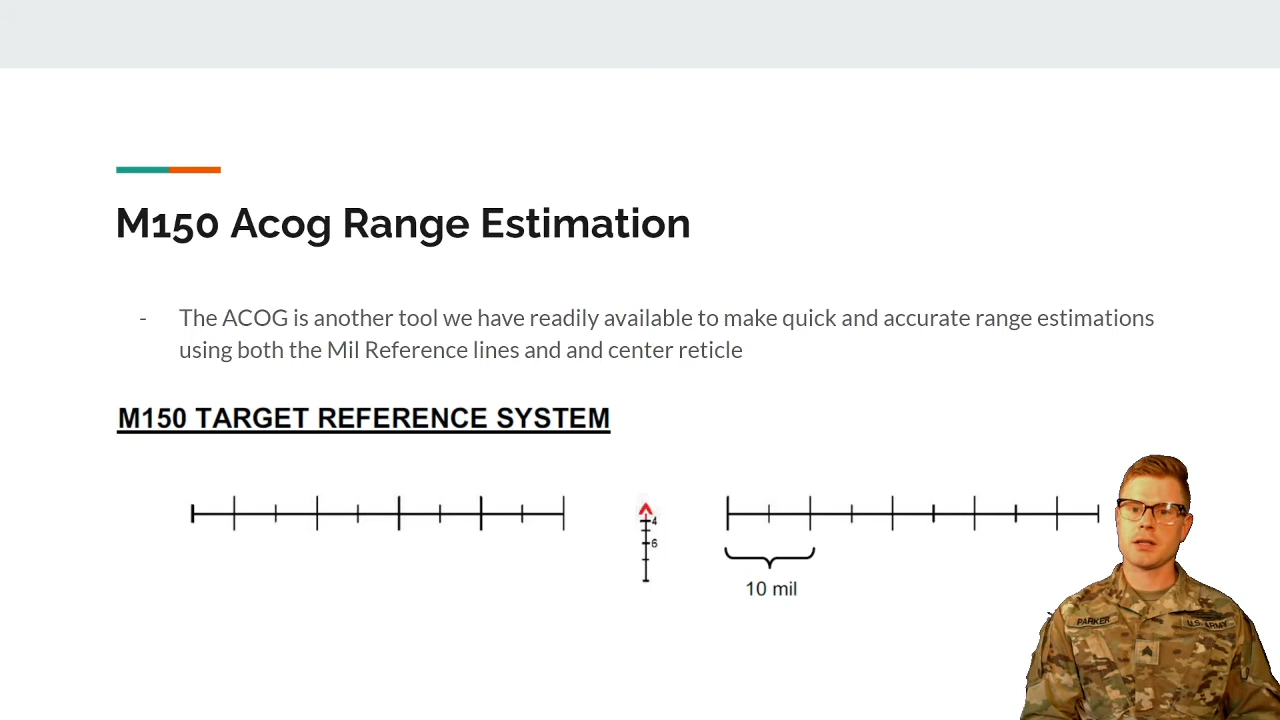 M150 Acog Range Estimation
- The ACOG is another tool we have readily available to make quick and accurate range estimations
using both the Mil Reference lines and and center reticle
M150 TARGET REFERENCE SYSTEM
4
6
10 mil
PARKER
U.S. ARMY